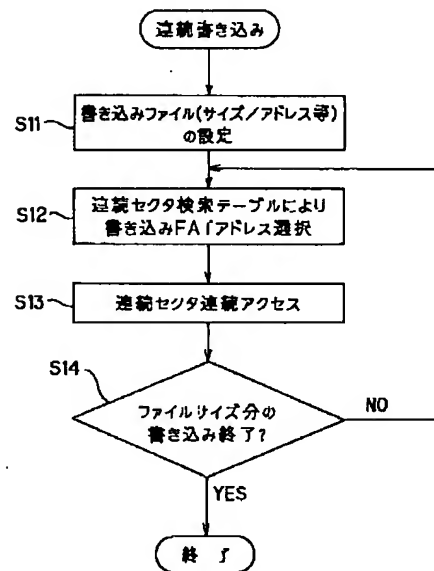 連続書き込み
S11
書き込みファイル(サイズ/アドレス等)
の設定
S12
連続セクタ検索テーブルにより
書き込みFATアドレス選択
S13
連続セクタ連続アクセス
S14
ファイルサイズ分の
書き込み終了?
NO
YES
終了